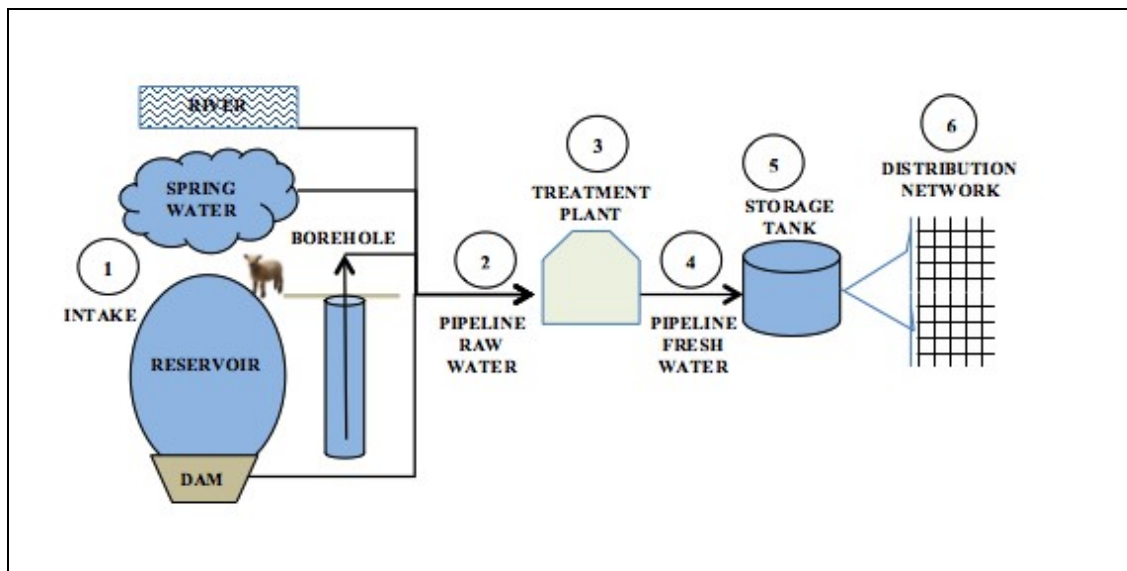 RIVER
SPRING
WATER
BOREHOLE
1
INTAKE
RESERVOIR
DAM
2
PIPELINE
RAW
WATER
3
TREATMENT
PLANT
4
PIPELINE
FRESH
WATER
5
STORAGE
TANK
6
DISTRIBUTION
NETWORK